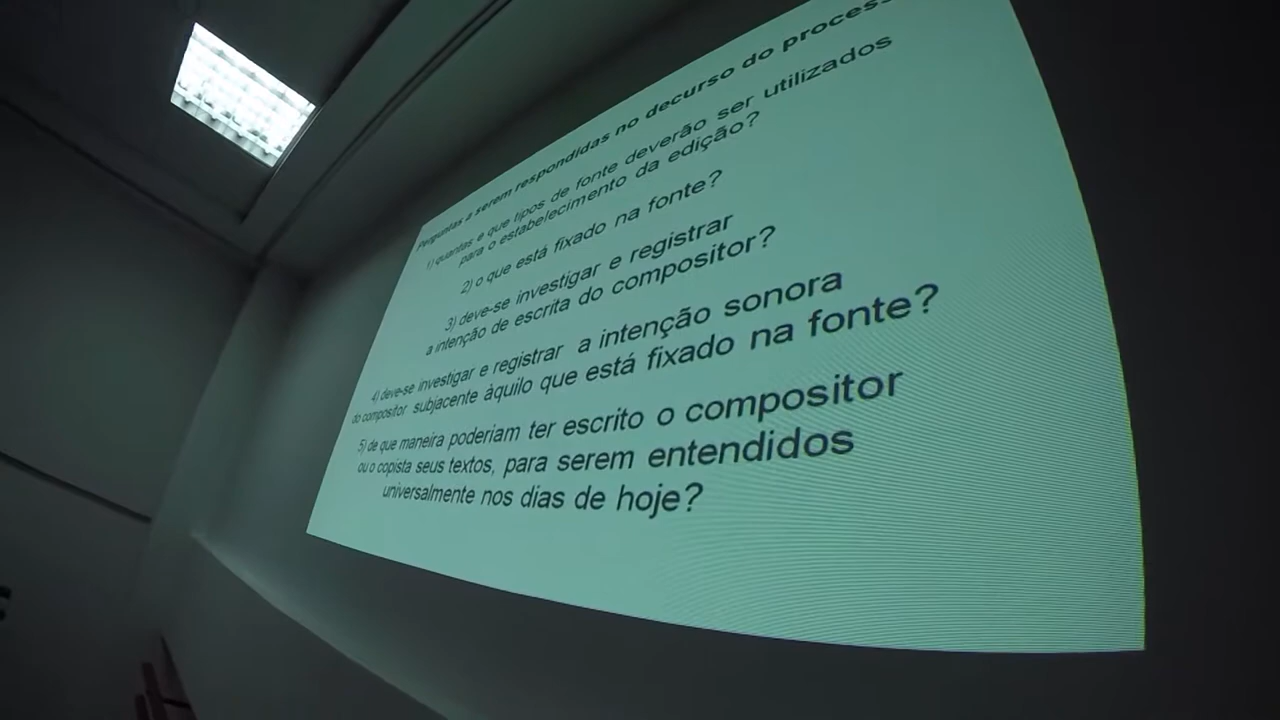 Perguntas a serem respondidas no decurso do process
1) quantas e que tipos de fonte deverão ser utilizados
para o estabelecimento da edição?
2) o que está fixado na fonte?
3) deve-se investigar e registrar
a intenção de escrita do compositor?
4) deve-se investigar e registrar a intenção sonora
do compositor subjacente àquilo que está fixado na fonte?
5) de que maneira poderiam ter escrito o compositor
ou o copista seus textos, para serem entendidos
universalmente nos dias de hoje?